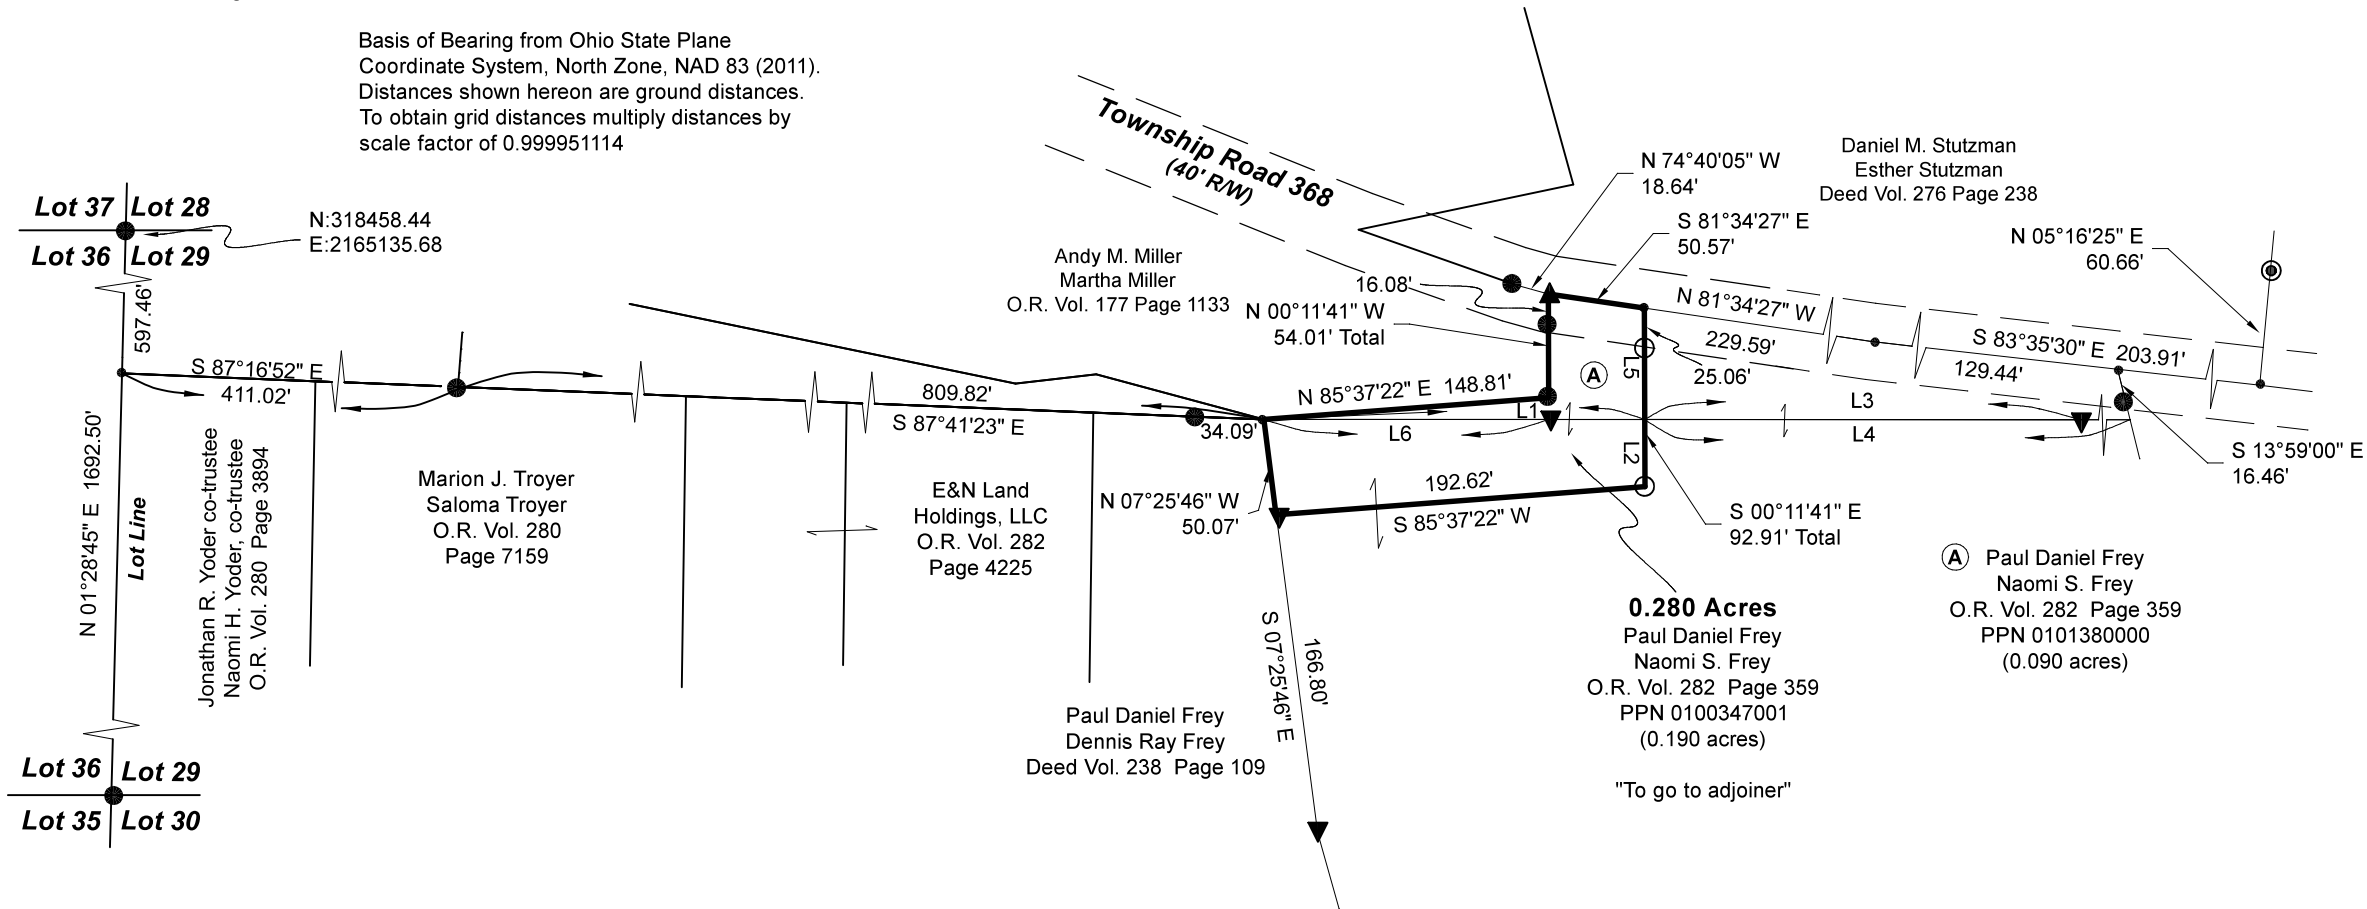 Basis of Bearing from Ohio State Plane
Coordinate System, North Zone, NAD 83 (2011).
Distances shown hereon are ground distances.
To obtain grid distances multiply distances by
scale factor of 0.999951114
Lot 37
Lot 28
Lot 36
Lot 29
N:318458.44
E:2165135.68
597.46'
S 87°16'52" E
411.02'
N 01°28'45" E 1692.50'
Lot Line
Jonathan R. Yoder co-trustee
Naomi H. Yoder, co-trustee
O.R. Vol. 280 Page 3894
Lot 36
Lot 29
Lot 35
Lot 30
Marion J. Troyer
Saloma Troyer
O.R. Vol. 280
Page 7159
809.82'
S 87°41'23" E
E&N Land
Holdings, LLC
O.R. Vol. 282
Page 4225
34.09'
N 07°25'46" W
50.07'
Township Road 368
(40' R/W)
Andy M. Miller
Martha Miller
O.R. Vol. 177 Page 1133
16.08'
N 00°11'41" W
54.01' Total
N 74°40'05" W
18.64'
S 81°34'27" E
50.57'
Daniel M. Stutzman
Esther Stutzman
Deed Vol. 276 Page 238
N 05°16'25" E
60.66'
N 81°34'27" W
229.59'
S 83°35'30" E 203.91'
129.44'
25.06'
L5
A
N 85°37'22" E 148.81'
L1
L6
L3
L4
L2
S 13°59'00" E
16.46'
192.62'
S 85°37'22" W
S 00°11'41" E
92.91' Total
S 07°25'46" E
166.80'
Paul Daniel Frey
Dennis Ray Frey
Deed Vol. 238 Page 109
0.280 Acres
Paul Daniel Frey
Naomi S. Frey
O.R. Vol. 282 Page 359
PPN 0100347001
(0.190 acres)
"To go to adjoiner"
A Paul Daniel Frey
Naomi S. Frey
O.R. Vol. 282 Page 359
PPN 0101380000
(0.090 acres)